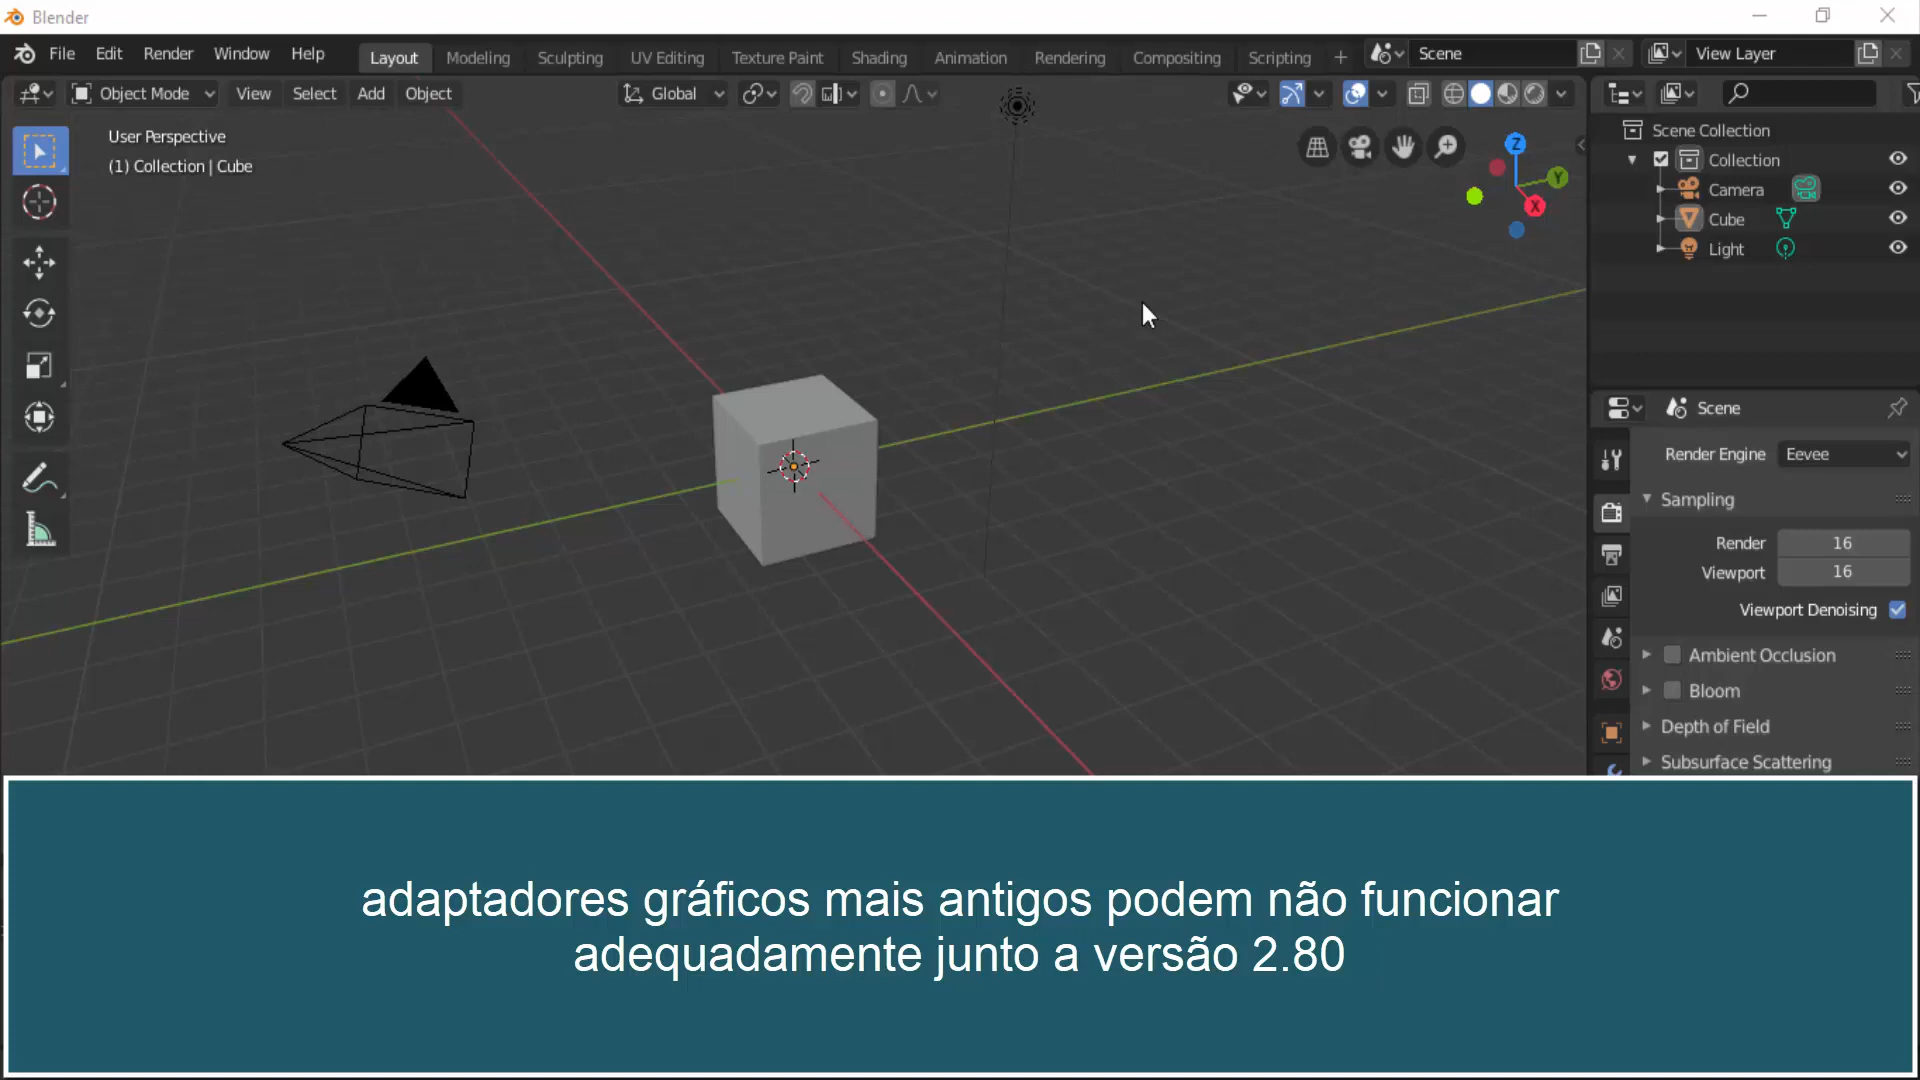 Blender
File Edit Render Window Help Layout Modeling Sculpting UV Editing Texture Paint Shading Animation Rendering Compositing Scripting + Scene View Layer
Object Mode View Select Add Object Global
User Perspective
(1) Collection | Cube
Z
Y
X
Scene Collection
Collection
Camera
Cube
Light
Scene
Render Engine Eevee
Sampling
Render 16
Viewport 16
Viewport Denoising
Ambient Occlusion
Bloom
Depth of Field
Subsurface Scattering
adaptadores gráficos mais antigos podem não funcionar
adequadamente junto a versão 2.80